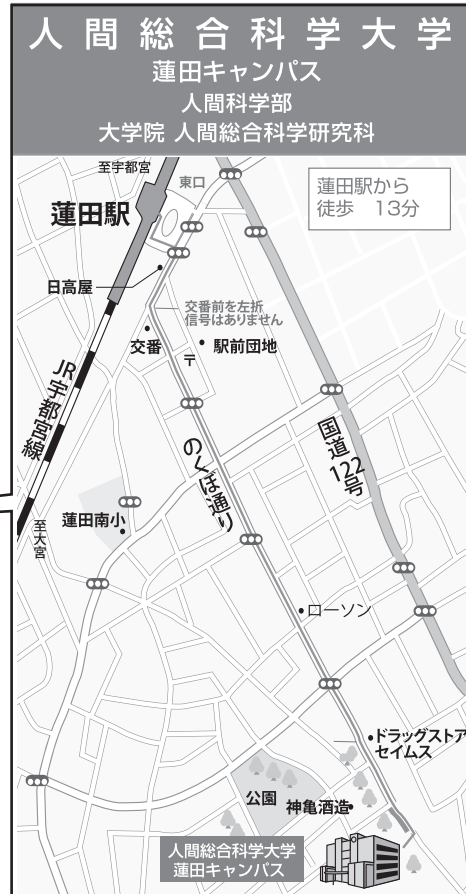 人間総合科学大学
蓮田キャンパス
人間科学部
大学院 人間総合科学研究科
至宇都宮
東口
蓮田駅から
徒歩 13分
蓮田駅
日高屋
交番前を左折
信号はありません
交番
〒
駅前団地
JR宇都宮線
のくぼ通り
国道122号
蓮田南小
至大宮
ローソン
ドラッグストア
セイムス
公園
神亀酒造
人間総合科学大学
蓮田キャンパス